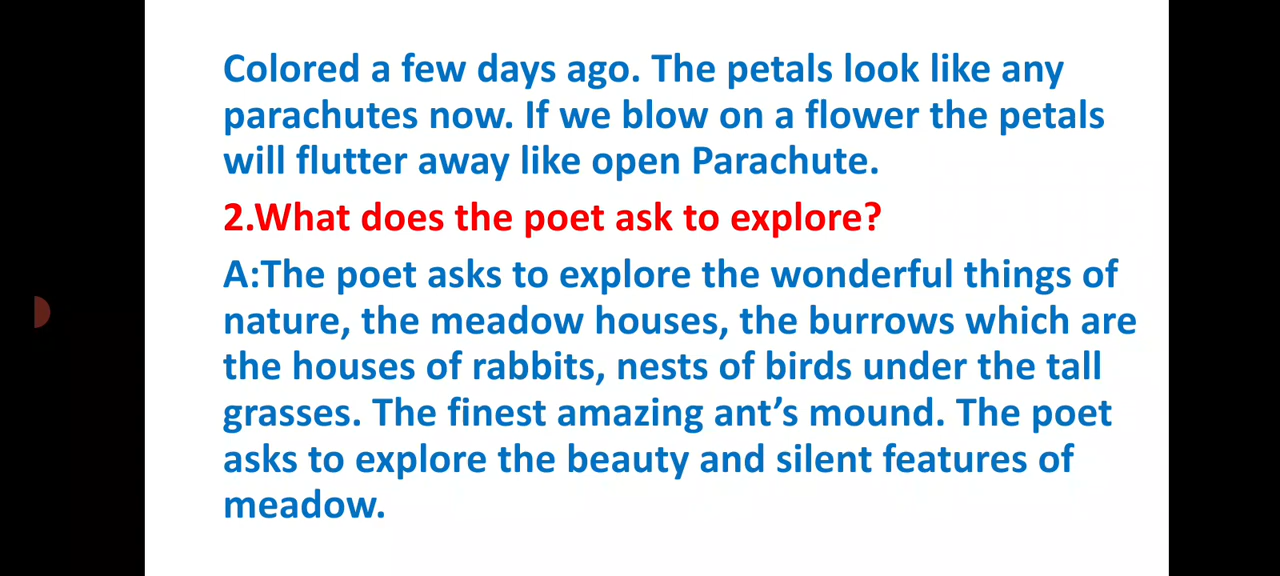 Colored a few days ago. The petals look like any
parachutes now. If we blow on a flower the petals
will flutter away like open Parachute.
2.What does the poet ask to explore?
A:The poet asks to explore the wonderful things of
nature, the meadow houses, the burrows which are
the houses of rabbits, nests of birds under the tall
grasses. The finest amazing ant’s mound. The poet
asks to explore the beauty and silent features of
meadow.